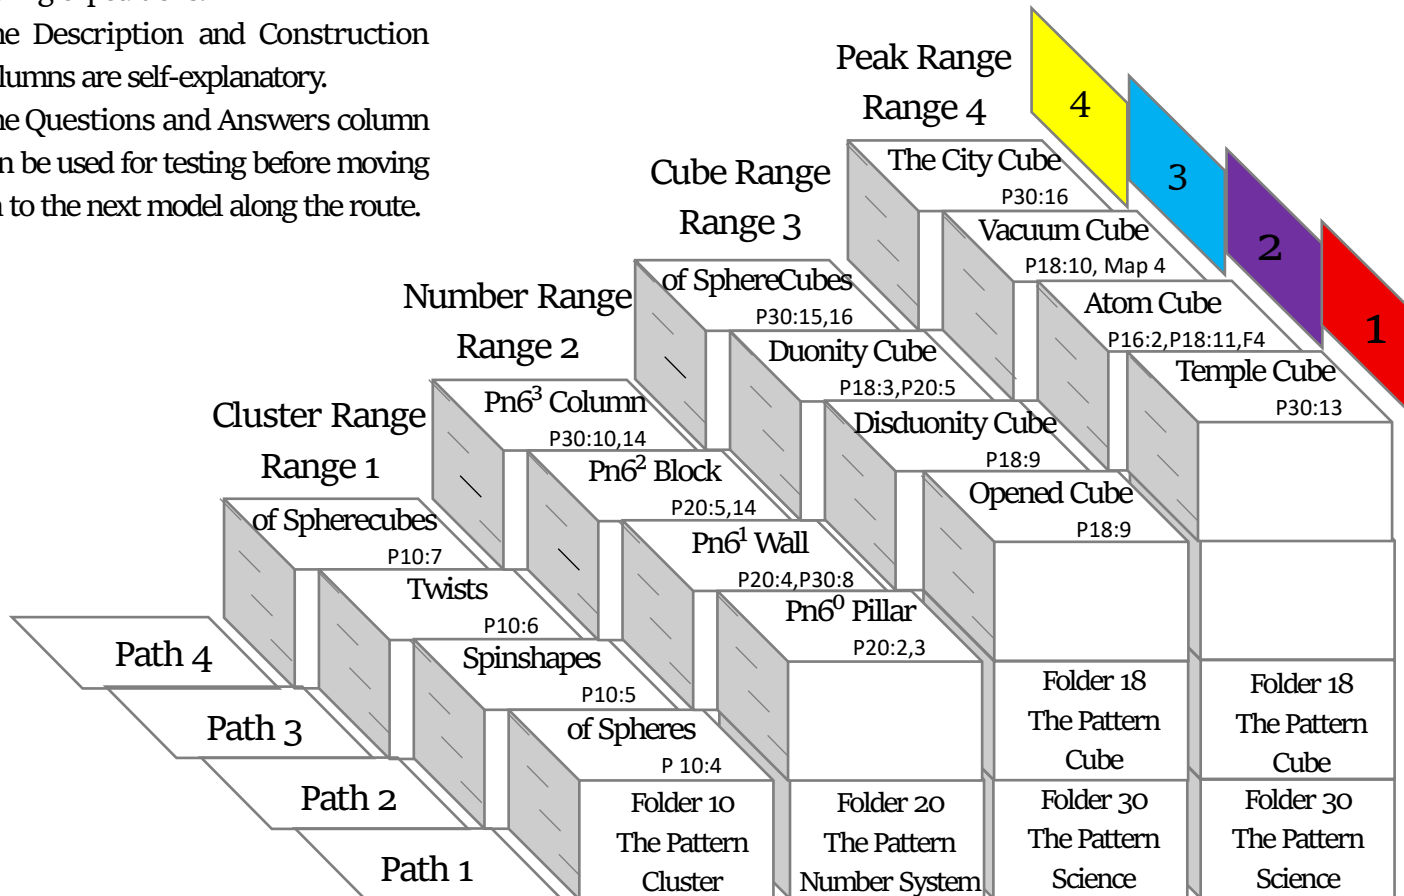 he Description and Construction
lumns are self-explanatory.
he Questions and Answers column
n be used for testing before moving
to the next model along the route.
Peak Range
Range 4
Cube Range
Range 3
Number Range
Range 2
Cluster Range
Range 1
4
3
2
1
The City Cube
P30:16
Vacuum Cube
P18:10, Map 4
Atom Cube
P16:2,P18:11,F4
Temple Cube
P30:13
of SphereCubes
P30:15,16
Duonity Cube
P18:3,P20:5
Disduonity Cube
P18:9
Opened Cube
P18:9
Pn6³ Column
P30:10,14
Pn6² Block
P20:5,14
Pn6¹ Wall
P20:4,P30:8
Pn6⁰ Pillar
P20:2,3
of Spherecubes
P10:7
Twists
P10:6
Spinshapes
P10:5
of Spheres
P 10:4
Path 4
Path 3
Path 2
Path 1
Folder 10
The Pattern
Cluster
Folder 20
The Pattern
Number System
Folder 18
The Pattern
Cube
Folder 30
The Pattern
Science
Folder 18
The Pattern
Cube
Folder 30
The Pattern
Science